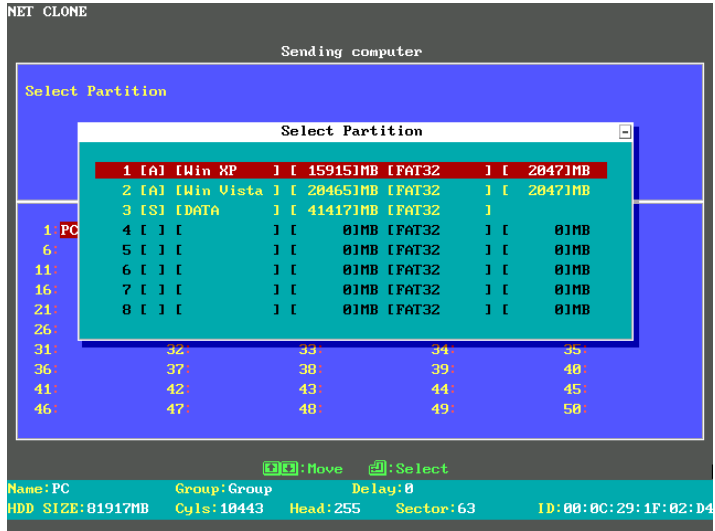 NET CLONE
Sending computer
Select Partition
Select Partition
1 [A] [Win XP ] [ 15915]MB [FAT32 ] [ 2047]MB
2 [A] [Win Vista ] [ 20465]MB [FAT32 ] [ 2047]MB
3 [S] [DATA ] [ 41417]MB [FAT32 ]
1:PC 4 [ ] [ ] [ 0]MB [FAT32 ] [ 0]MB
6: 5 [ ] [ ] [ 0]MB [FAT32 ] [ 0]MB
11: 6 [ ] [ ] [ 0]MB [FAT32 ] [ 0]MB
16: 7 [ ] [ ] [ 0]MB [FAT32 ] [ 0]MB
21: 8 [ ] [ ] [ 0]MB [FAT32 ] [ 0]MB
26:
31: 32: 33: 34: 35:
36: 37: 38: 39: 40:
41: 42: 43: 44: 45:
46: 47: 48: 49: 50:
:Move :Select
Name:PC Group:Group Delay:0
HDD SIZE:81917MB Cyls:10443 Head:255 Sector:63 ID:00:0C:29:1F:02:D4